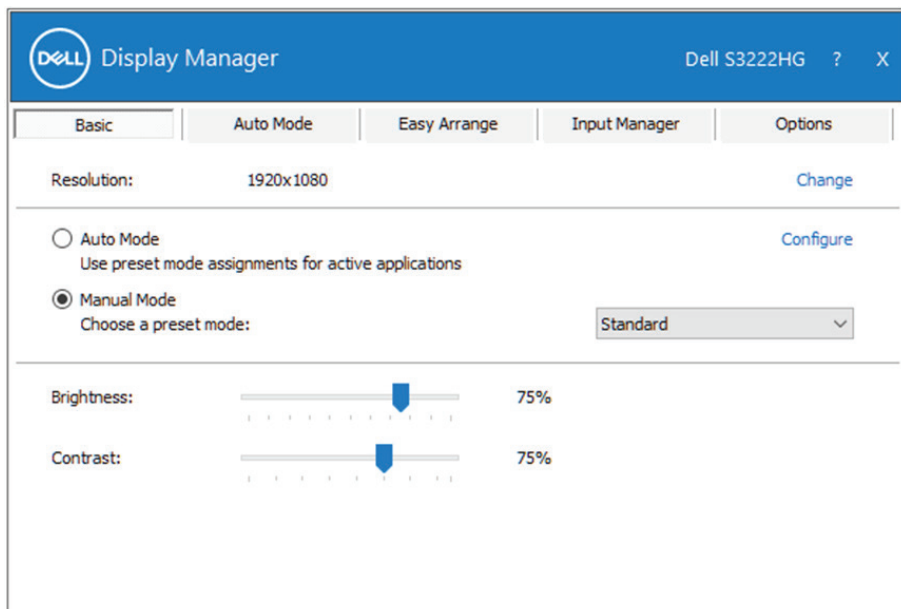 DELL Display Manager Dell S3222HG ? X
Basic Auto Mode Easy Arrange Input Manager Options
Resolution: 1920x1080 Change
Auto Mode Configure
Use preset mode assignments for active applications
Manual Mode
Choose a preset mode: Standard
Brightness: 75%
Contrast: 75%